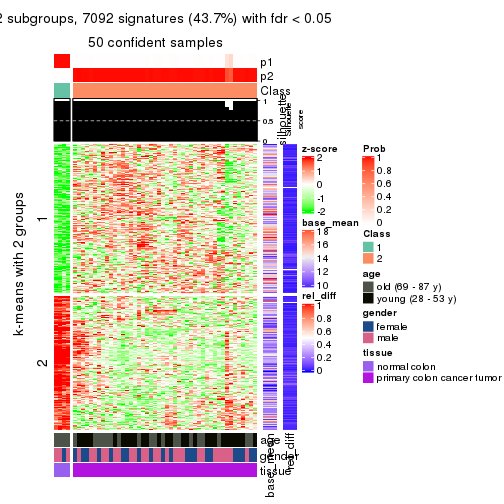 2 subgroups, 7092 signatures (43.7%) with fdr < 0.05
50 confident samples
p1
p2
Class
silhouette
1
0.5
0
Silhouette
score
k-means with 2 groups
1
2
age
gender
tissue
base_mean
rel_diff
z-score
2
1
0
-1
-2
base_mean
18
16
14
12
10
rel_diff
1
0.8
0.6
0.4
0.2
0
Prob
1
0.8
0.6
0.4
0.2
0
Class
1
2
age
old (69 - 87 y)
young (28 - 53 y)
gender
female
male
tissue
normal colon
primary colon cancer tumor